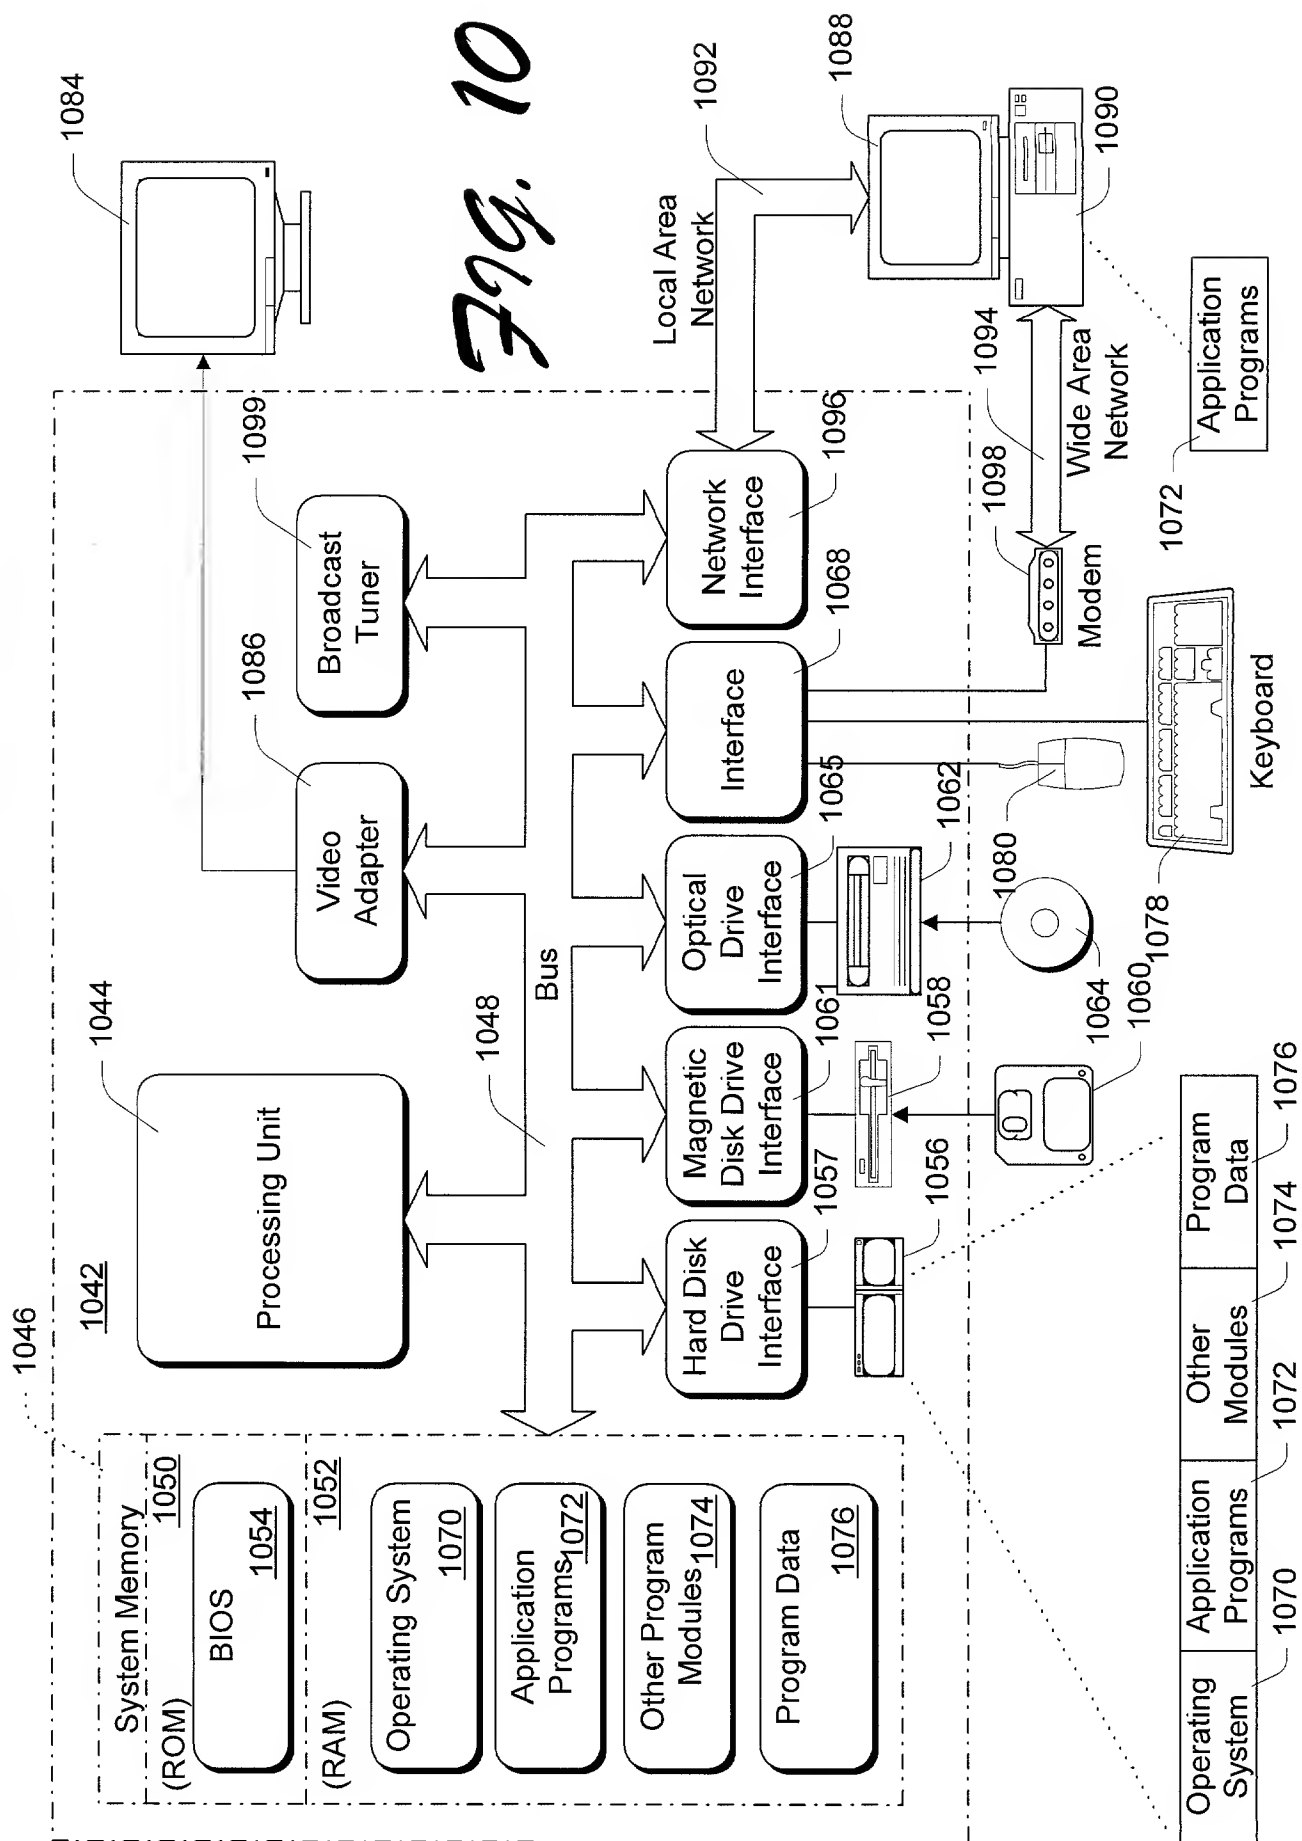 FIG. 10
1046
1042
System Memory
(ROM)
1050
BIOS
1054
(RAM)
1052
Operating System
1070
Application
Programs
1072
Other Program
Modules
1074
Program Data
1076
Processing Unit
1044
1048
Bus
Video
Adapter
1086
Broadcast
Tuner
1099
1084
Hard Disk
Drive
Interface
1057
Magnetic
Disk Drive
Interface
1061
Optical
Drive
Interface
1065
Interface
1068
Network
Interface
1096
Local Area
Network
1092
1088
1090
1056
1058
1060
1062
1064
1080
1078
Keyboard
Modem
1098
1094
Wide Area
Network
1072
Application
Programs
Operating
System
1070
Application
Programs
1072
Other
Modules
1074
Program
Data
1076